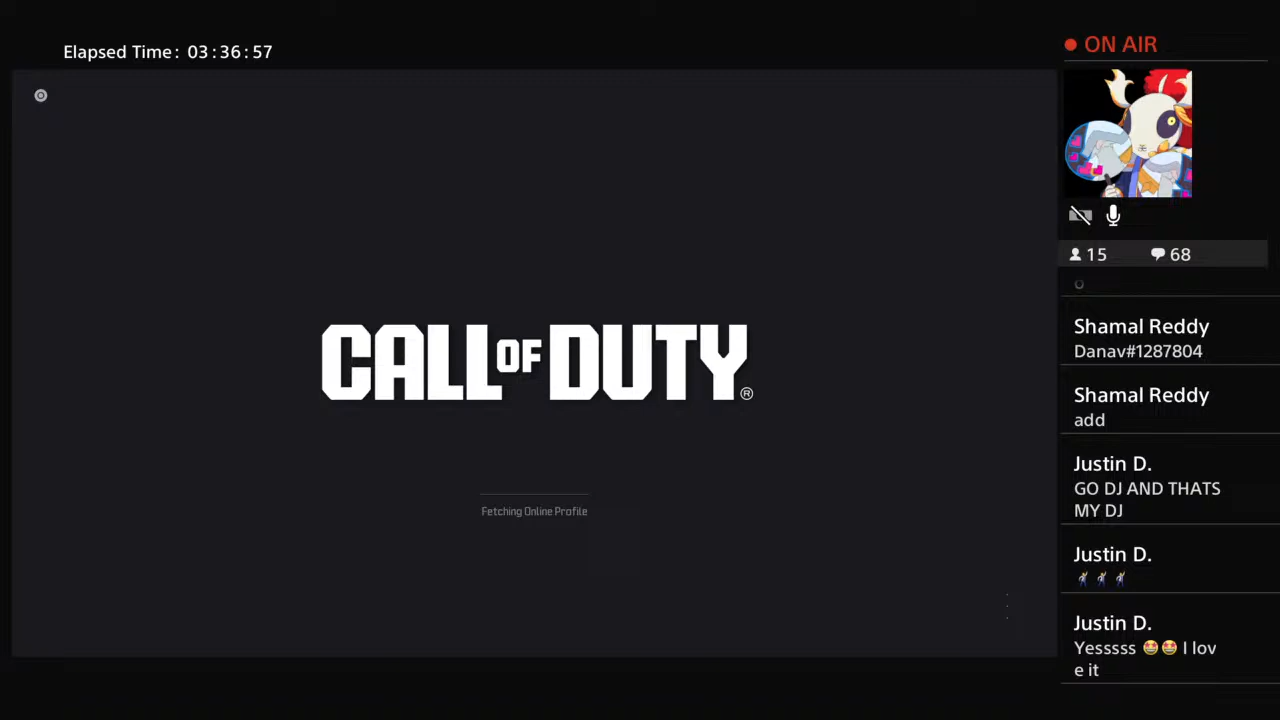 Elapsed Time: 03:36:57
ON AIR
15 68
CALL OF DUTY®
Fetching Online Profile
Shamal Reddy
Danav#1287804
Shamal Reddy
add
Justin D.
GO DJ AND THATS
MY DJ
Justin D.
🕺🕺🕺
Justin D.
Yesssss 🤩🤩 I lov
e it